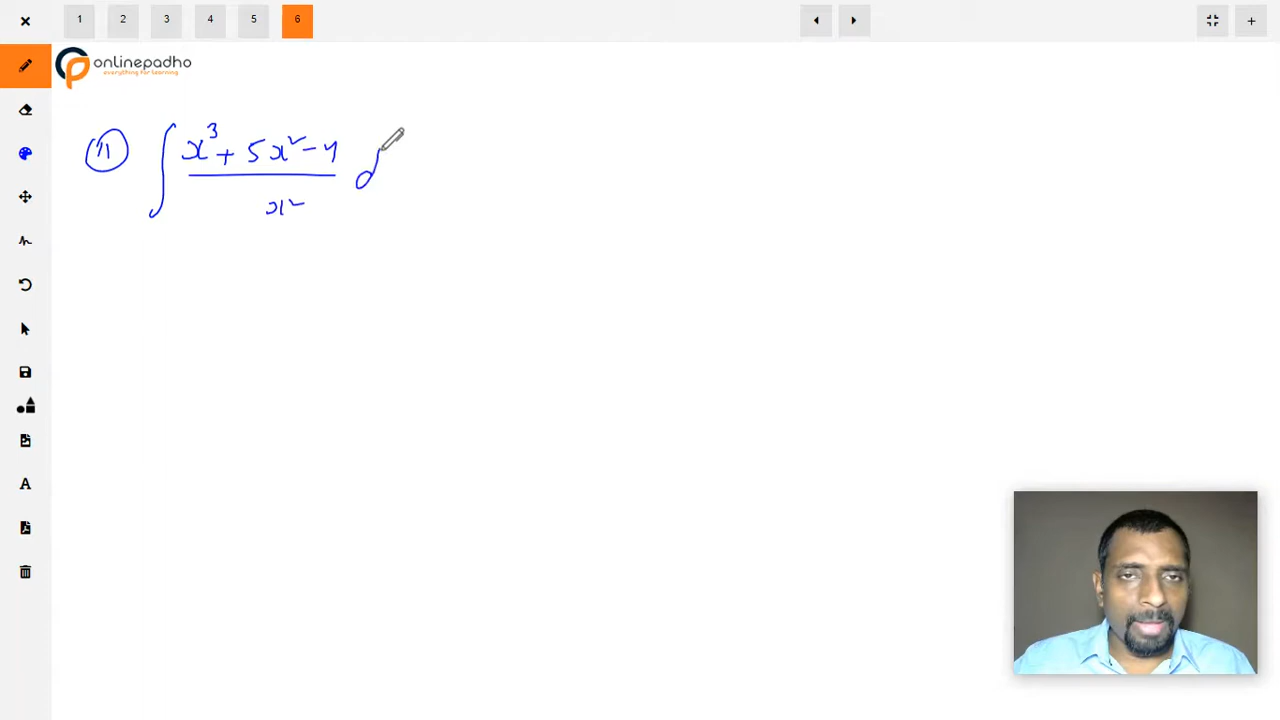 1 2 3 4 5 6
onlinepadho
everything for learning
11 ∫ x³ + 5x² - 4 d
x²
A